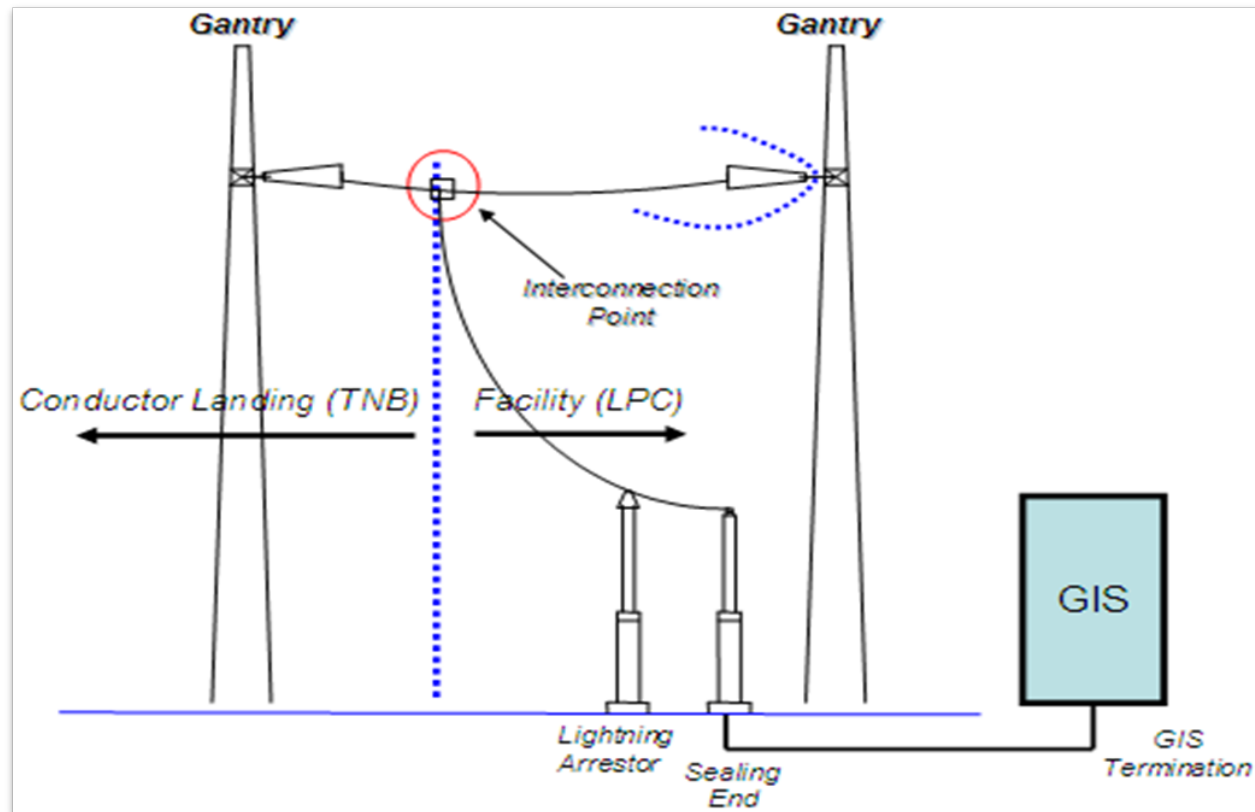 Gantry
Gantry
Interconnection
Point
Conductor Landing (TNB)
Facility (LPC)
GIS
Lightning
Arrestor
Sealing
End
GIS
Termination